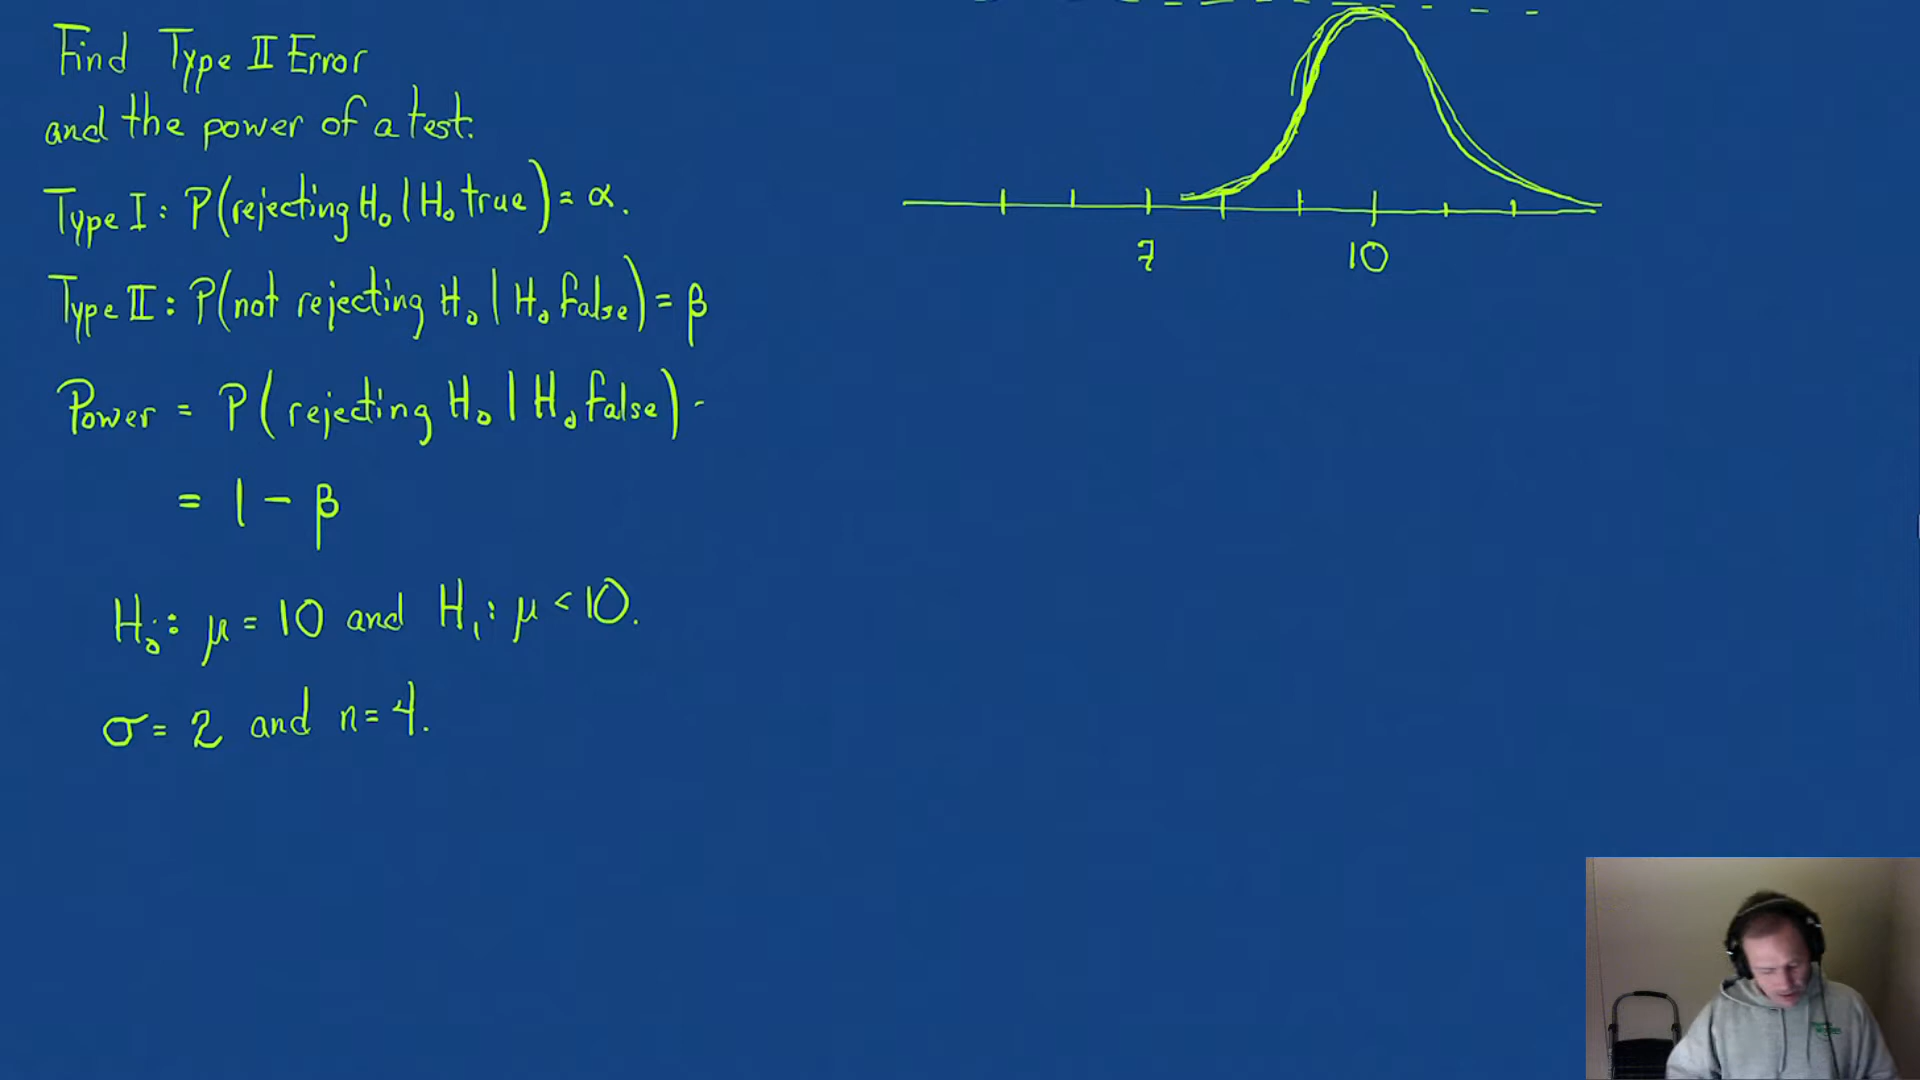 Find Type II Error
and the power of a test.
Type I: P(rejecting H₀ | H₀ true) = α.
Type II: P(not rejecting H₀ | H₀ false) = β
Power = P(rejecting H₀ | H₀ false) -
= 1 - β
H₀: μ = 10 and H₁: μ < 10.
σ = 2 and n = 4.
7 10